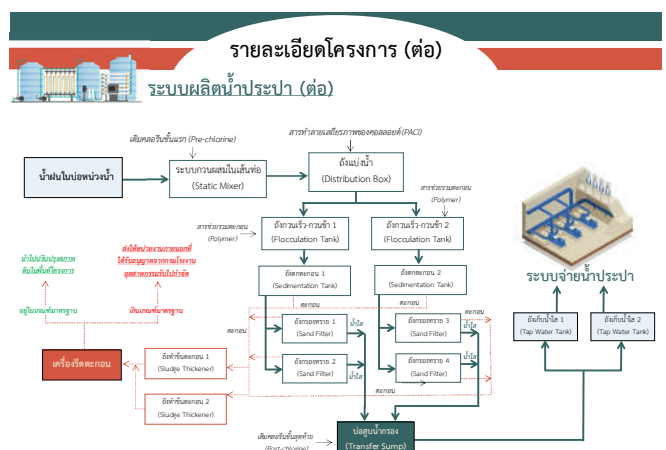 รายละเอียดโครงการ (ต่อ)
ระบบผลิตน้ำประปา (ต่อ)
สารทำลายเสถียรภาพของคอลลอยด์ (PACl)
เติมคลอรีนขั้นแรก (Pre-chlorine)
น้ำฝนในบ่อหน่วงน้ำ
ระบบกวนผสมในเส้นท่อ
(Static Mixer)
ถังแบ่งน้ำ
(Distribution Box)
สารช่วยรวมตะกอน
(Polymer)
สารช่วยรวมตะกอน
(Polymer)
ถังกวนเร็ว-กวนช้า 1
(Flocculation Tank)
ถังกวนเร็ว-กวนช้า 2
(Flocculation Tank)
นำไปปรับปรุงสภาพ
ดินในพื้นที่โครงการ
ส่งให้หน่วยงานภายนอกที่
ได้รับอนุญาตจากกรมโรงงาน
อุตสาหกรรมรับไปกำจัด
ถังตกตะกอน 1
(Sedimentation Tank)
ถังตกตะกอน 2
(Sedimentation Tank)
ระบบจ่ายน้ำประปา
ตะกอน
ตะกอน
อยู่ในเกณฑ์มาตรฐาน
เกินเกณฑ์มาตรฐาน
ตะกอน
ถังกรองทราย 1
(Sand Filter)
น้ำใส
ถังกรองทราย 3
(Sand Filter)
น้ำใส
ตะกอน
ถังเก็บน้ำใส 1
(Tap Water Tank)
ถังเก็บน้ำใส 2
(Tap Water Tank)
เครื่องรีดตะกอน
ถังทำข้นตะกอน 1
(Sludge Thickener)
ถังกรองทราย 2
(Sand Filter)
น้ำใส
ถังกรองทราย 4
(Sand Filter)
น้ำใส
ตะกอน
ถังทำข้นตะกอน 2
(Sludge Thickener)
เติมคลอรีนขั้นสุดท้าย
(Post-chlorine)
บ่อสูบน้ำกรอง
(Transfer Sump)